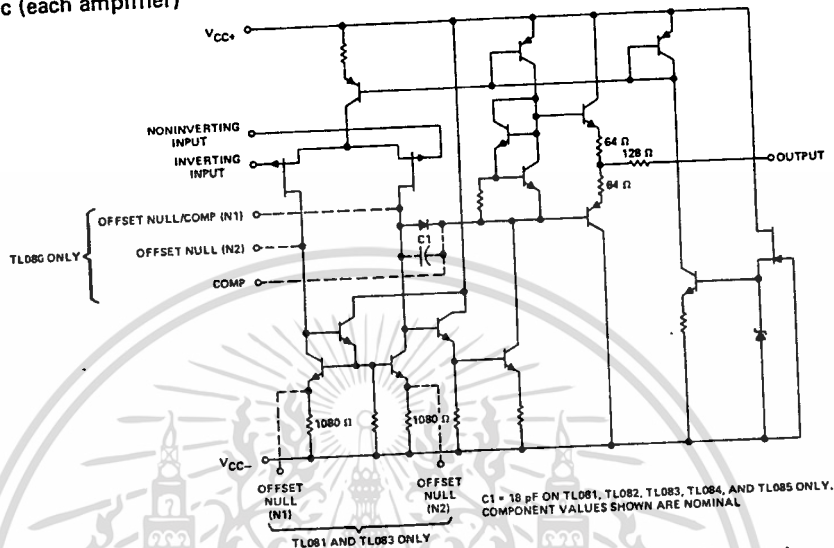 c (each amplifier)
VCC+
NONINVERTING
INPUT
INVERTING
INPUT
64 Ω
128 Ω
OUTPUT
64 Ω
OFFSET NULL/COMP (N1)
C1
TL080 ONLY
OFFSET NULL (N2)
COMP
1080 Ω
1080 Ω
VCC-
OFFSET
NULL
(N1)
OFFSET
NULL
(N2)
C1 = 18 pF ON TL081, TL082, TL083, TL084, AND TL085 ONLY.
COMPONENT VALUES SHOWN ARE NOMINAL
TL081 AND TL083 ONLY